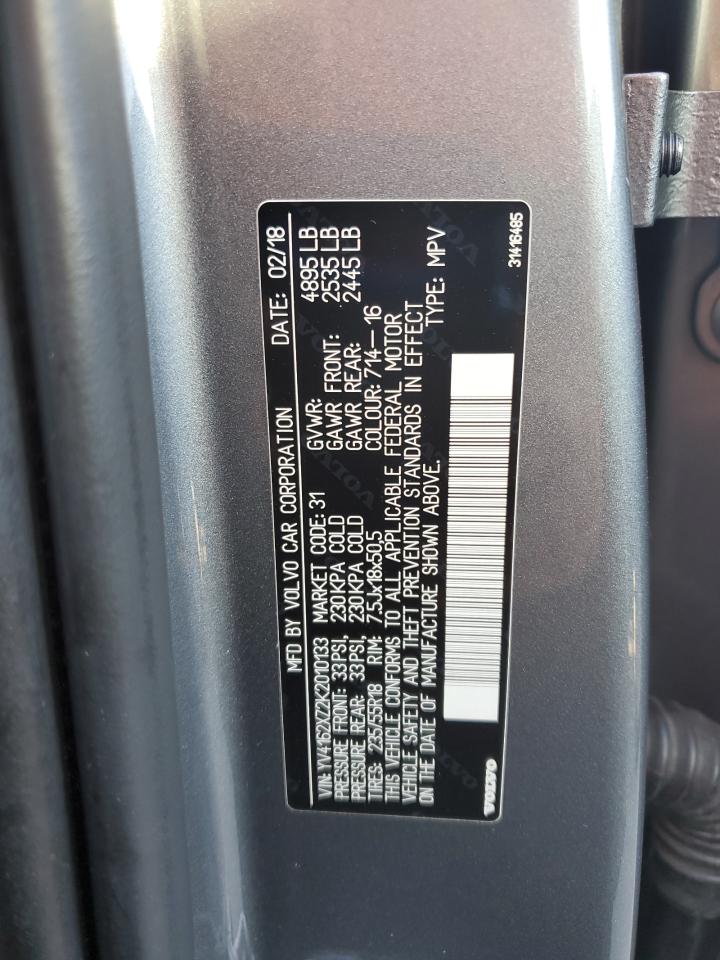 MFD BY VOLVO CAR CORPORATION DATE: 02/18
VIN: YV4162XZ2K2010133 MARKET CODE: 31 GVWR: 4895 LB
PRESSURE FRONT: 33PSI, 230KPA COLD GAWR FRONT: 2535 LB
PRESSURE REAR: 33PSI, 230KPA COLD GAWR REAR: 2445 LB
TIRES: 235/55R18 RIM: 7.5Jx18x50,5 COLOUR: 714—16
THIS VEHICLE CONFORMS TO ALL APPLICABLE FEDERAL MOTOR
VEHICLE SAFETY AND THEFT PREVENTION STANDARDS IN EFFECT
ON THE DATE OF MANUFACTURE SHOWN ABOVE. TYPE: MPV
VOLVO 31416485